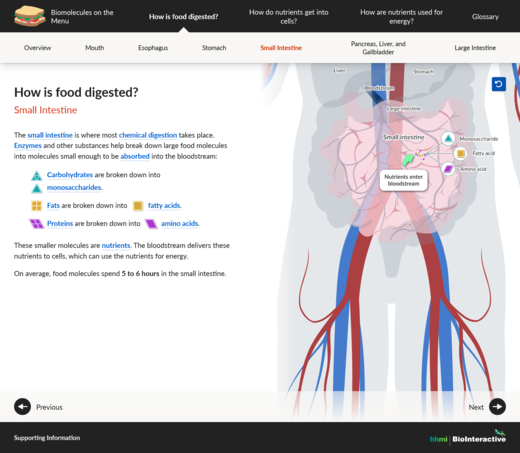 Biomolecules on the
Menu
How is food digested?
How do nutrients get into
cells?
How are nutrients used for
energy?
Glossary
Overview
Mouth
Esophagus
Stomach
Small Intestine
Pancreas, Liver, and
Gallbladder
Large Intestine
How is food digested?
Small Intestine
The small intestine is where most chemical digestion takes place.
Enzymes and other substances help break down large food molecules
into molecules small enough to be absorbed into the bloodstream:
Carbohydrates are broken down into
monosaccharides.
Fats are broken down into fatty acids.
Proteins are broken down into amino acids.
These smaller molecules are nutrients. The bloodstream delivers these
nutrients to cells, which can use the nutrients for energy.
On average, food molecules spend 5 to 6 hours in the small intestine.
Liver
Stomach
Bloodstream
Large intestine
Small intestine
Monosaccharide
Fatty acid
Amino acid
Nutrients enter
bloodstream
Previous
Next
Supporting Information
hhmi BioInteractive